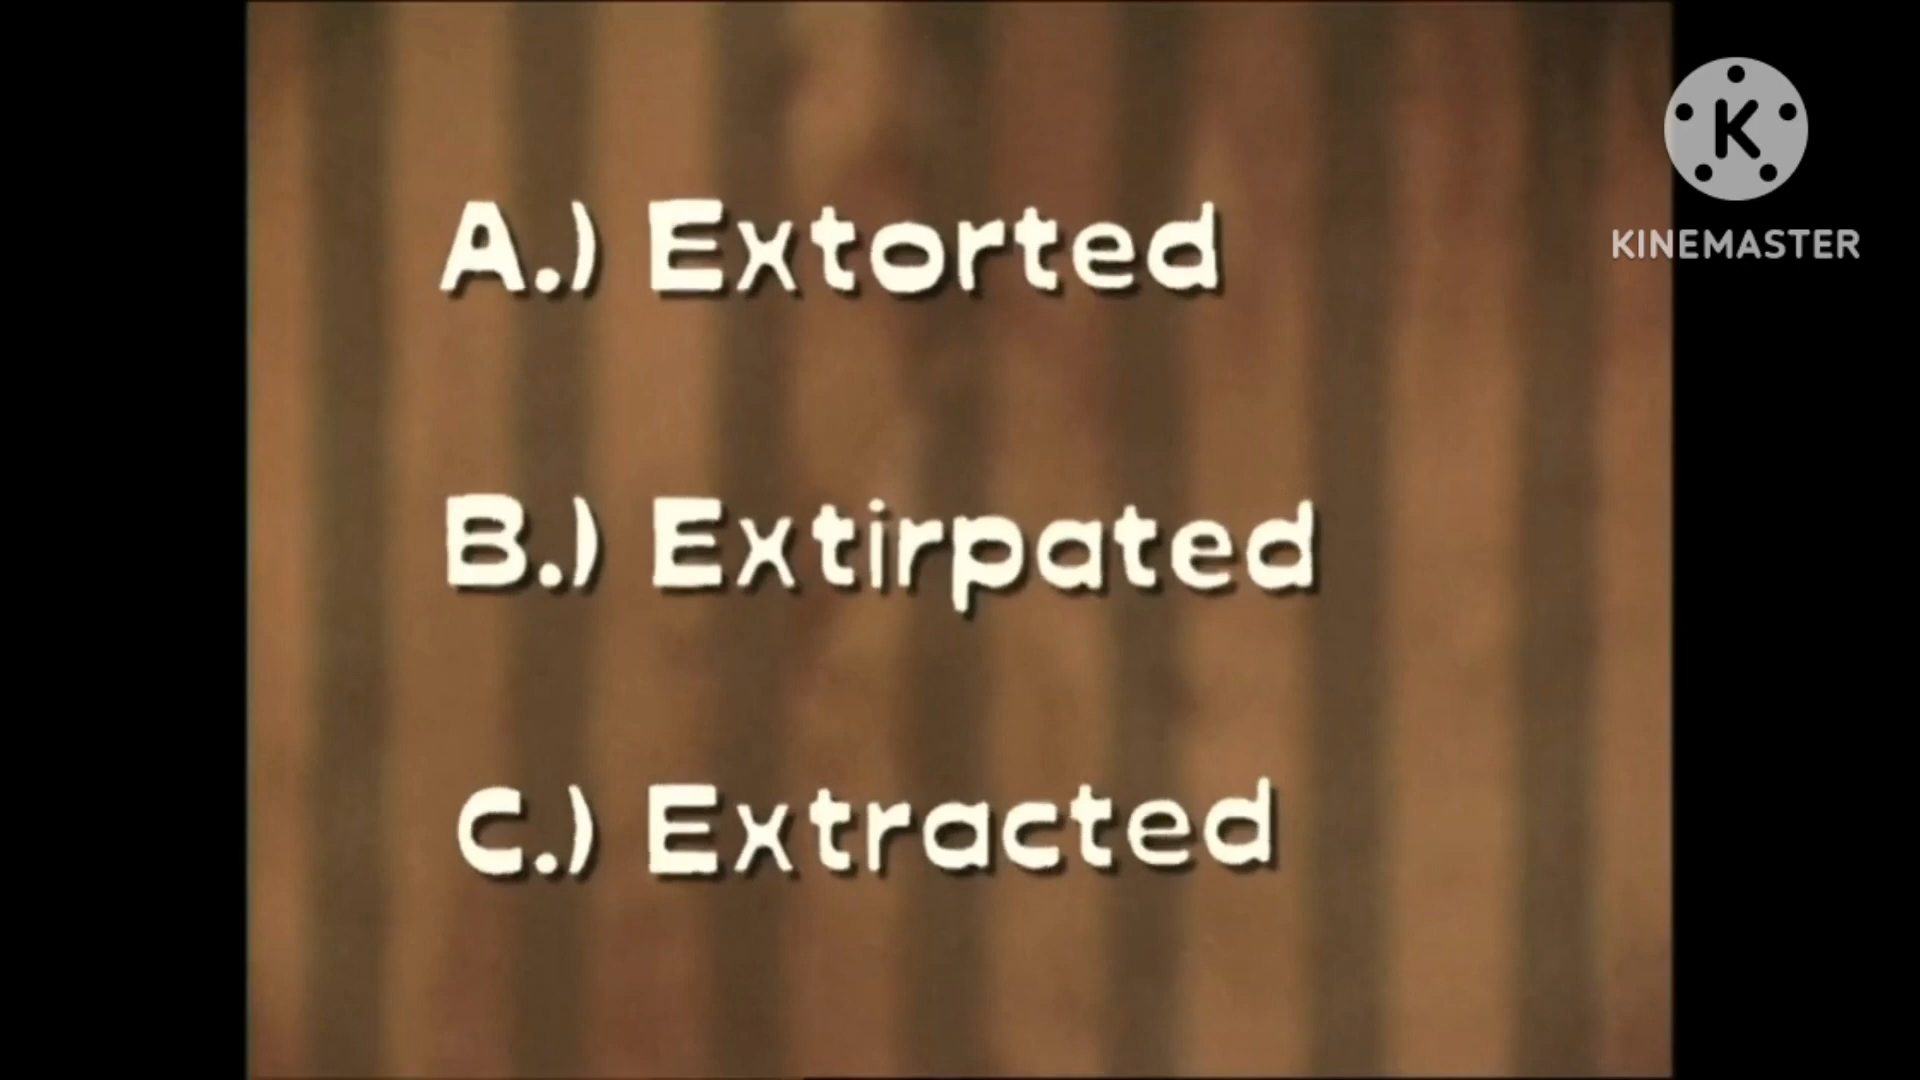 A.) Extorted
K
KINEMASTER
B.) Extirpated
C.) Extracted